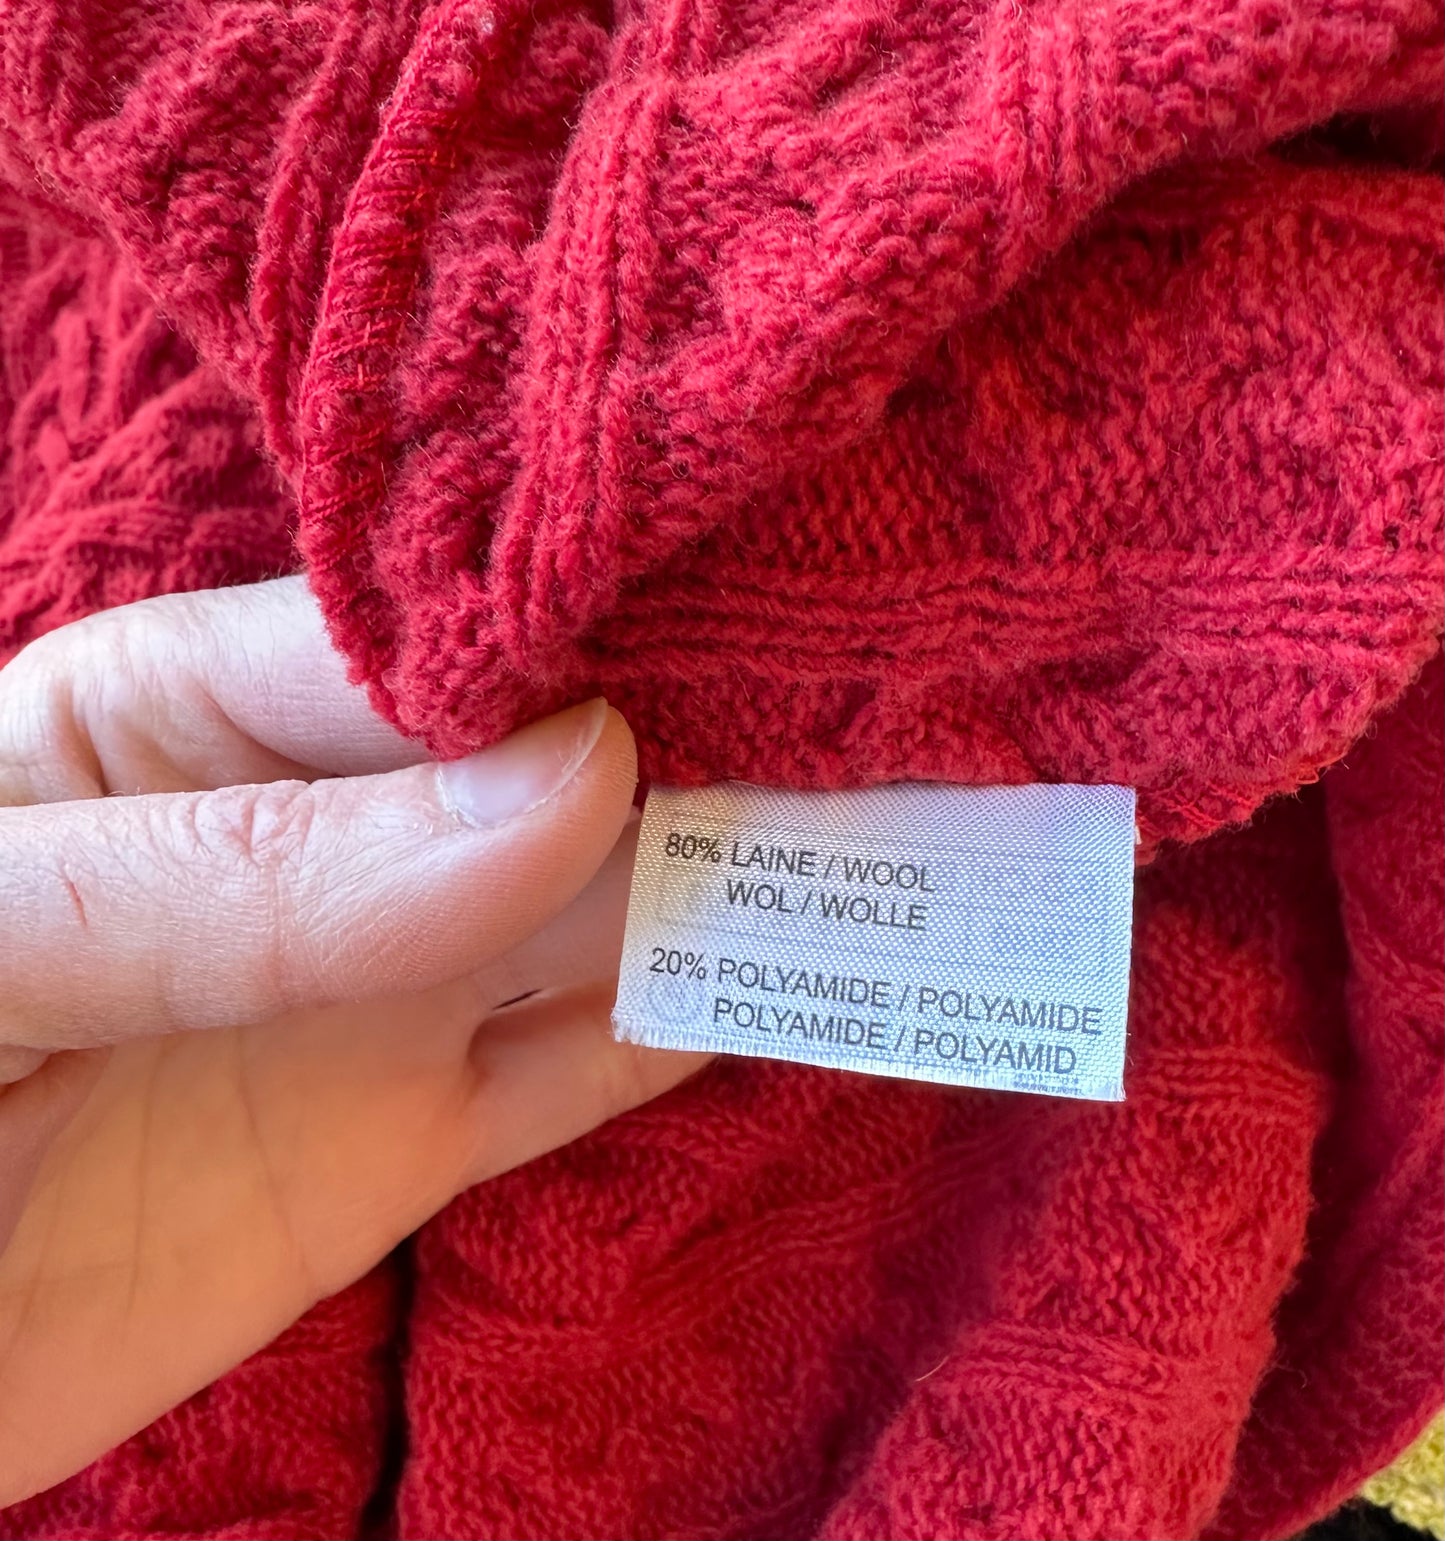 80% LAINE / WOOL
WOL / WOLLE
20% POLYAMIDE / POLYAMIDE
POLYAMIDE / POLYAMID